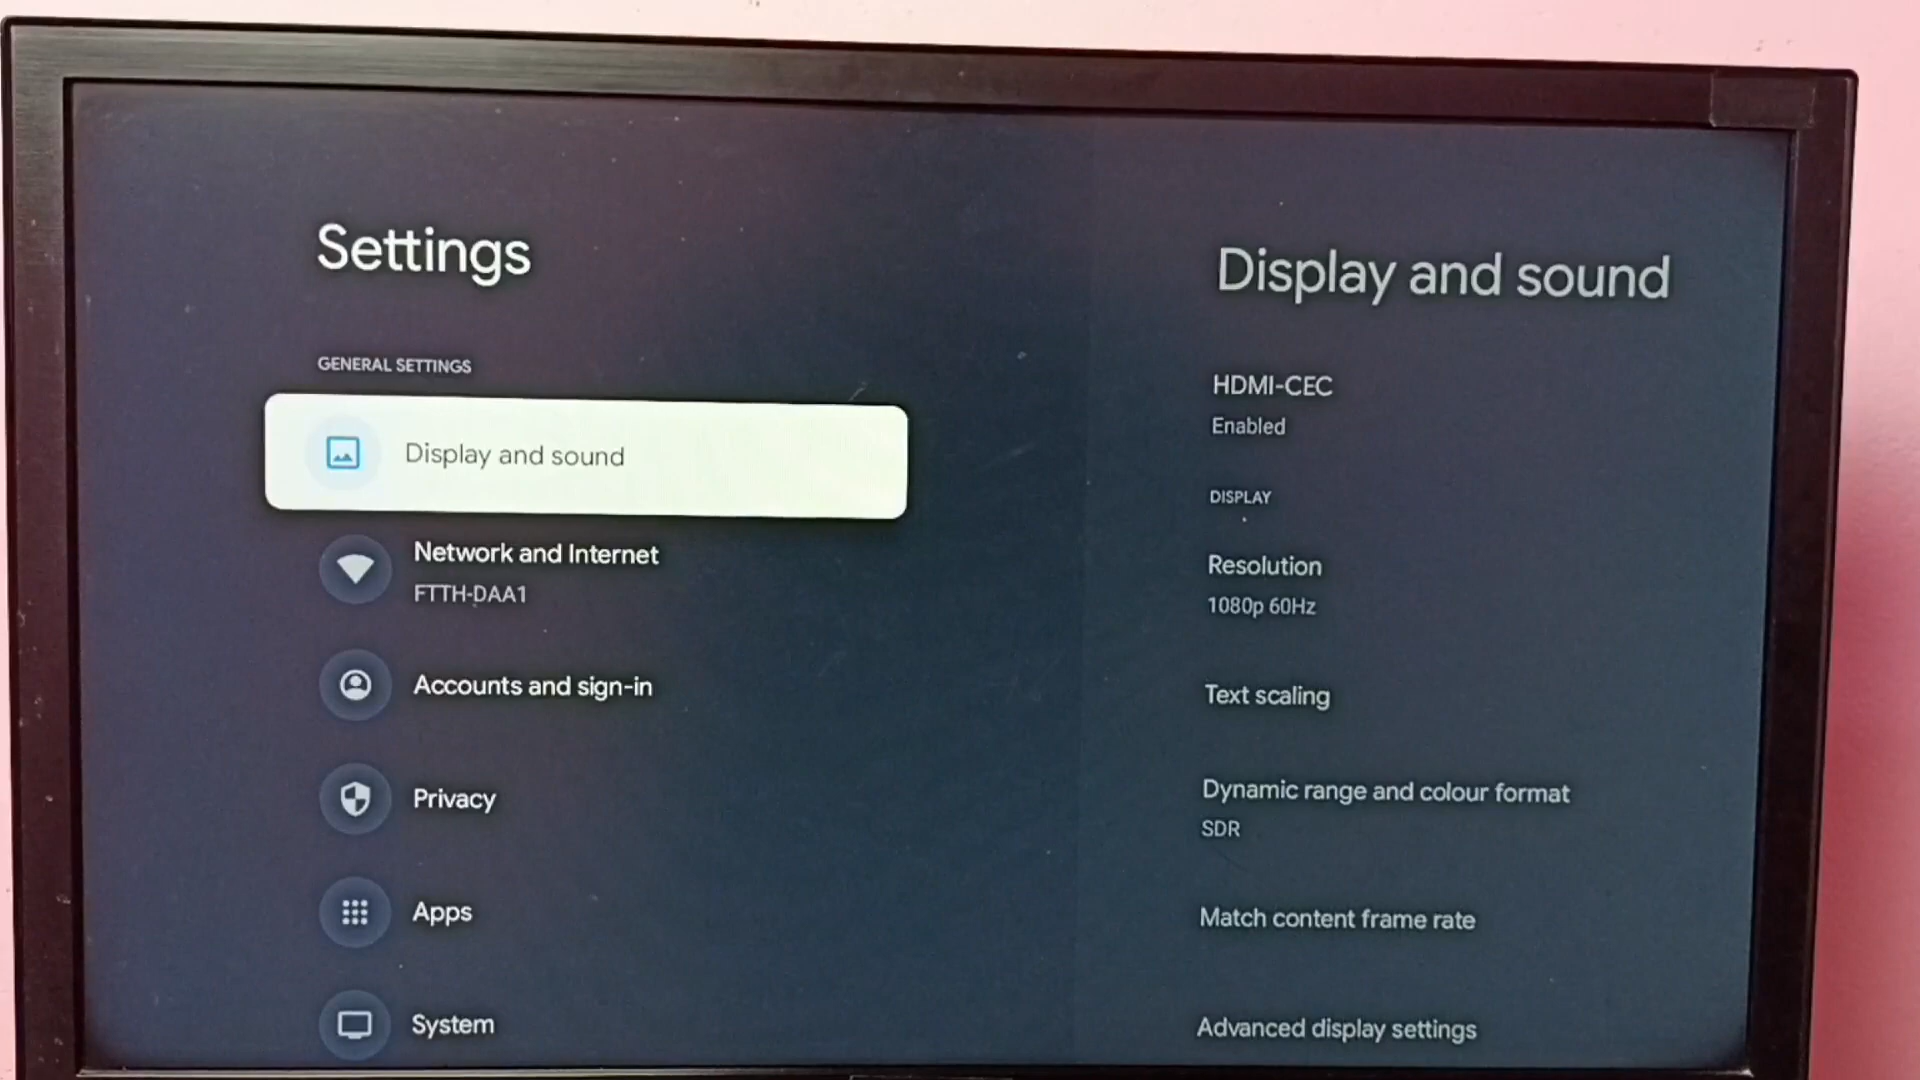 Settings
GENERAL SETTINGS
Display and sound
Network and Internet
FTTH-DAA1
Accounts and sign-in
Privacy
Apps
System
Display and sound
HDMI-CEC
Enabled
DISPLAY
Resolution
1080p 60Hz
Text scaling
Dynamic range and colour format
SDR
Match content frame rate
Advanced display settings